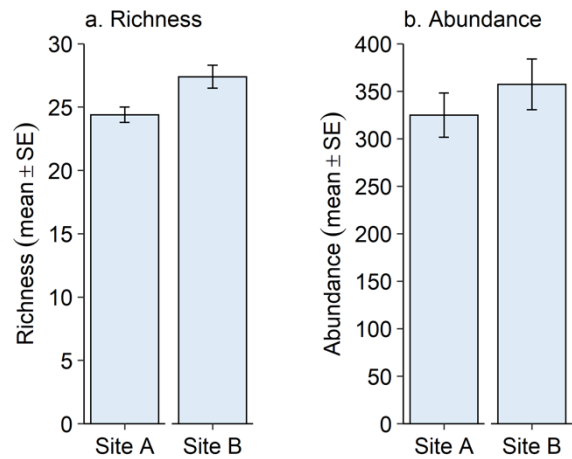 a. Richness
Richness (mean ± SE)
30
25
20
15
10
5
0
Site A Site B
b. Abundance
Abundance (mean ± SE)
400
350
300
250
200
150
100
50
0
Site A Site B